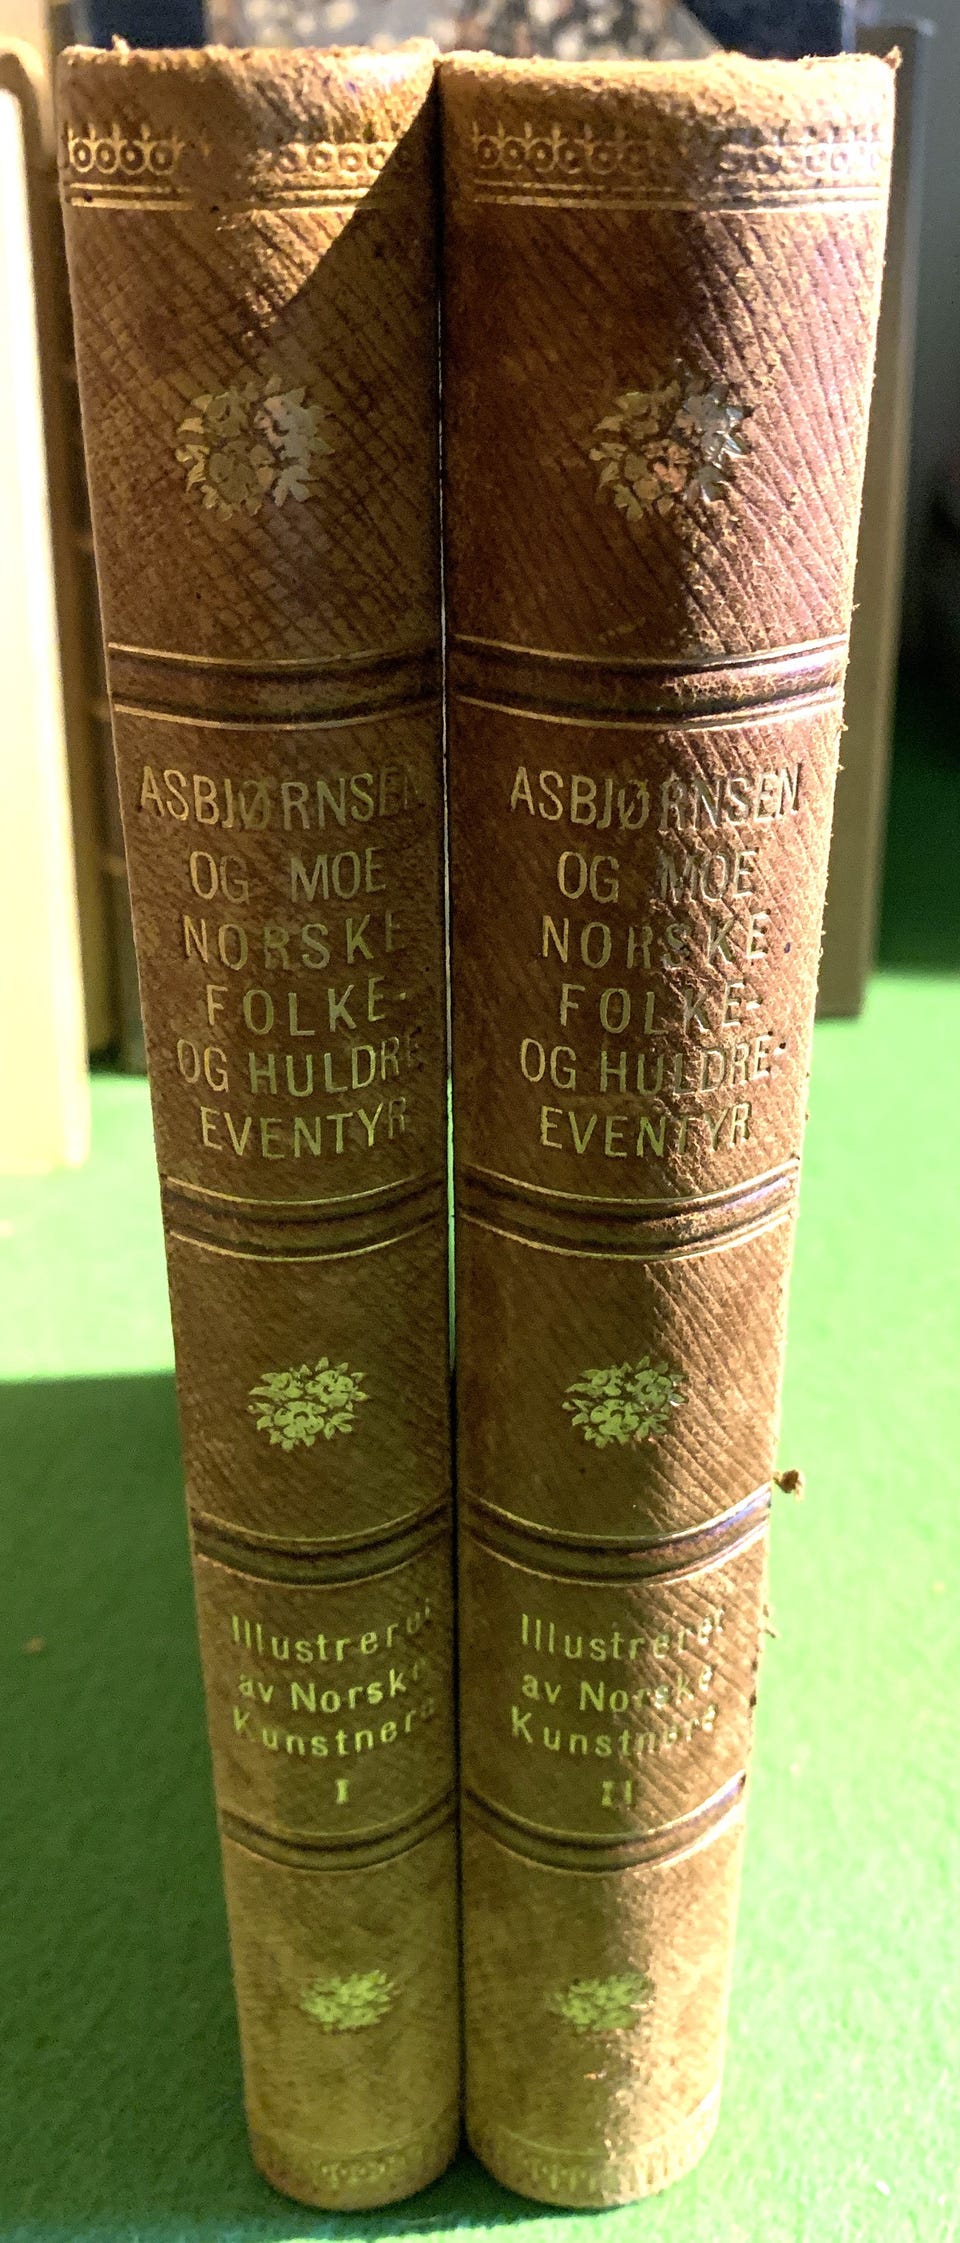 ASBJØRNSEN
OG MOE
NORSKE
FOLKE-
OG HULDRE
EVENTYR
Illustreret
av Norske
Kunstnere
I
ASBJØRNSEN
OG MOE
NORSKE
FOLKE-
OG HULDRE-
EVENTYR
Illustreret
av Norske
Kunstnere
II